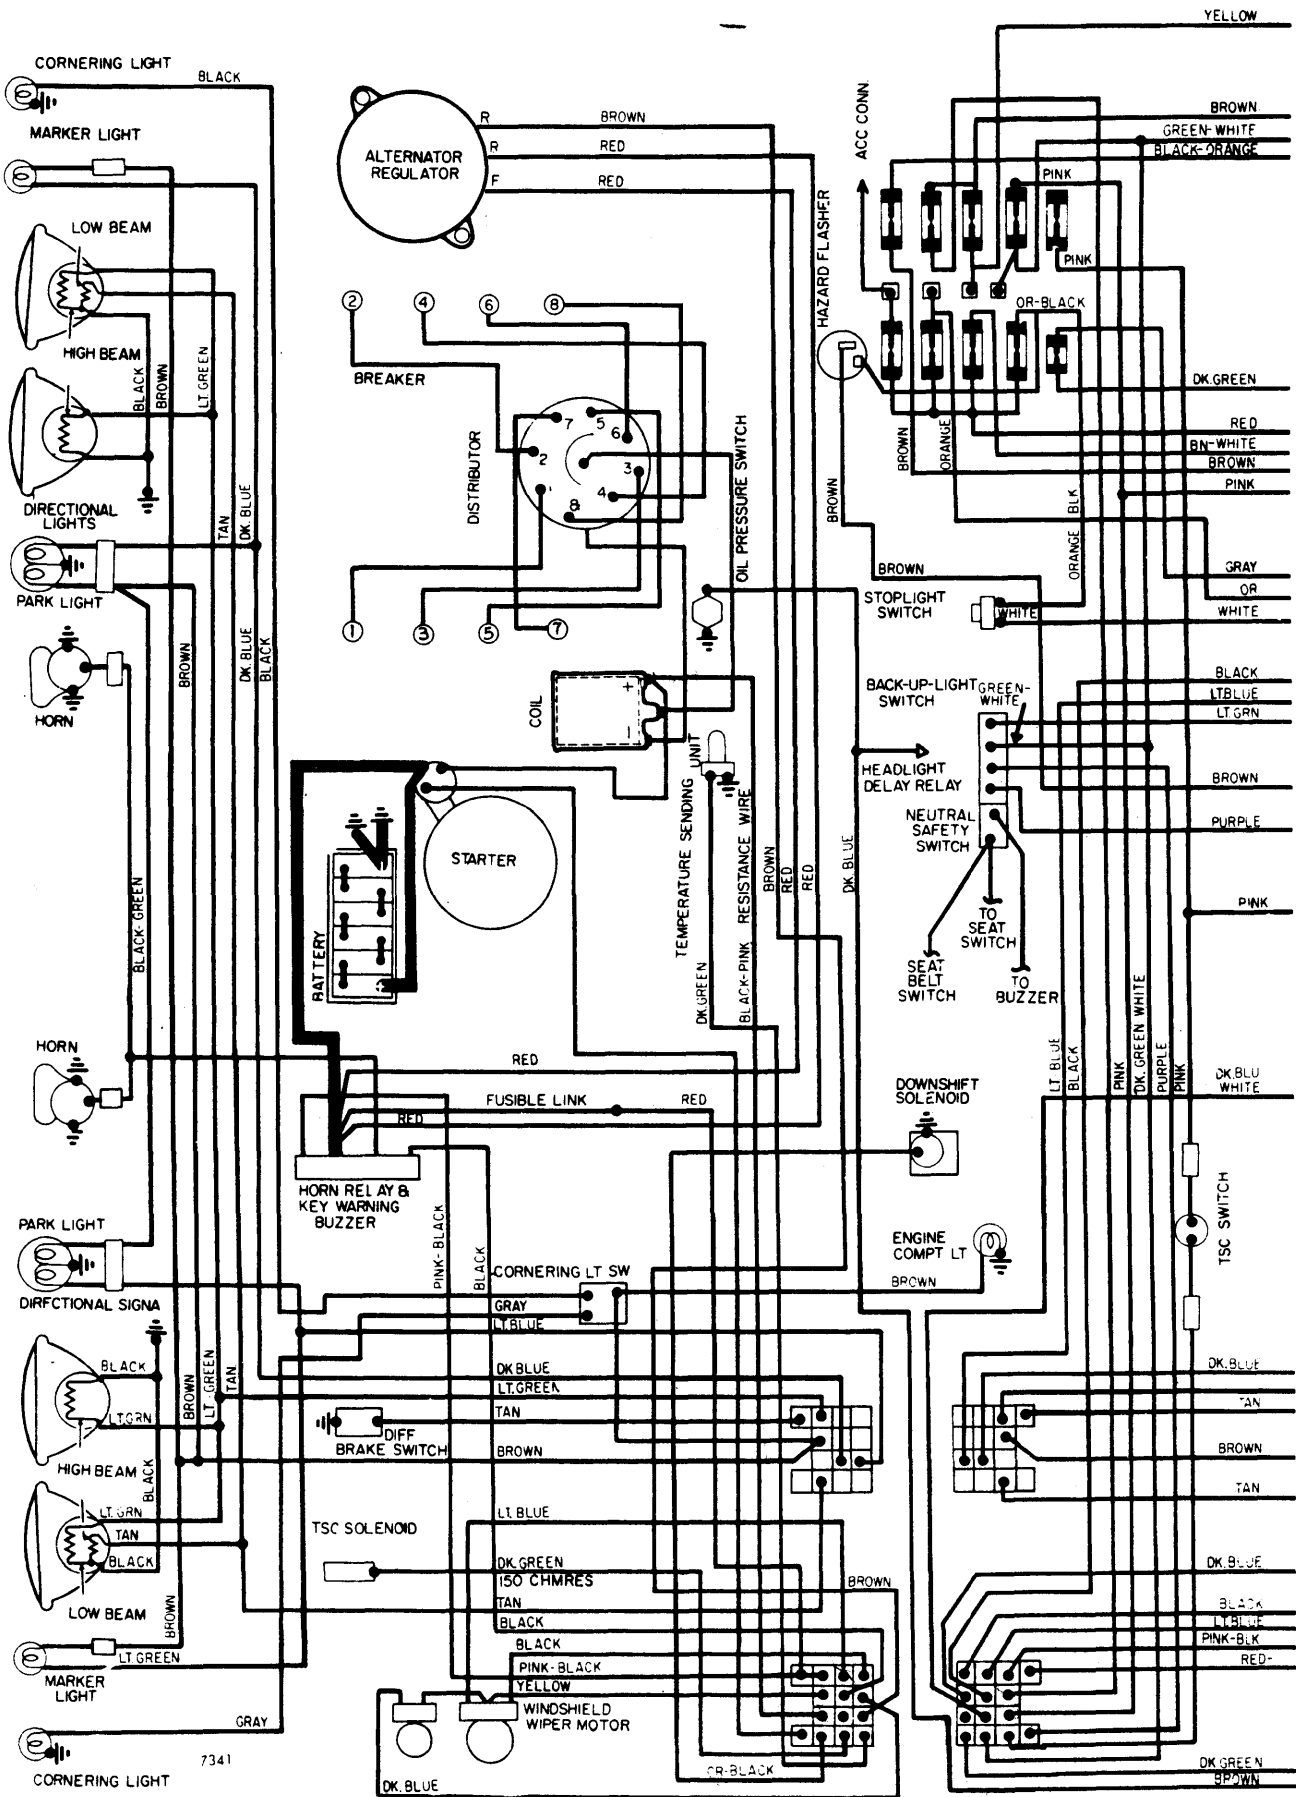 YELLOW
CORNERING LIGHT
BLACK
MARKER LIGHT
R
BROWN
R
RED
F
RED
ALTERNATOR
REGULATOR
ACC CONN.
BROWN
GREEN-WHITE
BLACK-ORANGE
PINK
PINK
HAZARD FLASHER
OR-BLACK
LOW BEAM
HIGH BEAM
BLACK
BROWN
LT. GREEN
2
4
6
8
BREAKER
DISTRIBUTOR
7
5
6
2
3
1
4
8
OIL PRESSURE SWITCH
DK.GREEN
RED
BN-WHITE
BROWN
PINK
BROWN
ORANGE
BROWN
ORANGE BLK
DIRECTIONAL
LIGHTS
TAN
DK. BLUE
PARK LIGHT
1
3
5
7
BROWN
GRAY
OR
WHITE
STOPLIGHT
SWITCH
WHITE
HORN
BROWN
DK.BLUE
BLACK
COIL
+
−
BLACK
LT.BLUE
LT. GRN
BACK-UP-LIGHT
SWITCH
GREEN-
WHITE
HEADLIGHT
DELAY RELAY
BROWN
NEUTRAL
SAFETY
SWITCH
PURPLE
STARTER
BATTERY
TEMPERATURE SENDING UNIT
BLACK-PINK RESISTANCE WIRE
BROWN
RED
RED
DK. BLUE
DK.GREEN
PINK
TO
SEAT
SWITCH
SEAT
BELT
SWITCH
TO
BUZZER
BLACK-GREEN
HORN
RED
FUSIBLE LINK
RED
RED
LT BLUE
BLACK
PINK
DK. GREEN WHITE
PURPLE
PINK
DK.BLU
WHITE
DOWNSHIFT
SOLENOID
HORN RELAY &
KEY WARNING
BUZZER
TSC SWITCH
PARK LIGHT
DIRFCTIONAL SIGNA
PINK-BLACK
BLACK
ENGINE
COMPT LT
BROWN
CORNERING LT SW
GRAY
LT.BLUE
BLACK
BROWN
LT. GREEN
TAN
LT.GRN
HIGH BEAM
BLACK
DK.BLUE
LT.GREEN
TAN
DIFF
BRAKE SWITCH
BROWN
DK.BLUE
TAN
BROWN
TAN
LT. GRN
TAN
BLACK
LOW BEAM
TSC SOLENOID
LT. BLUE
DK. GREEN
150 OHMRES
TAN
BLACK
BLACK
PINK-BLACK
YELLOW
BROWN
DK.BLUE
BLACK
LT.BLUE
PINK-BLK
RED-
BROWN
LT.GREEN
MARKER
LIGHT
GRAY
WINDSHIELD
WIPER MOTOR
CORNERING LIGHT
7341
DK. BLUE
OR-BLACK
DK GREEN
BROWN